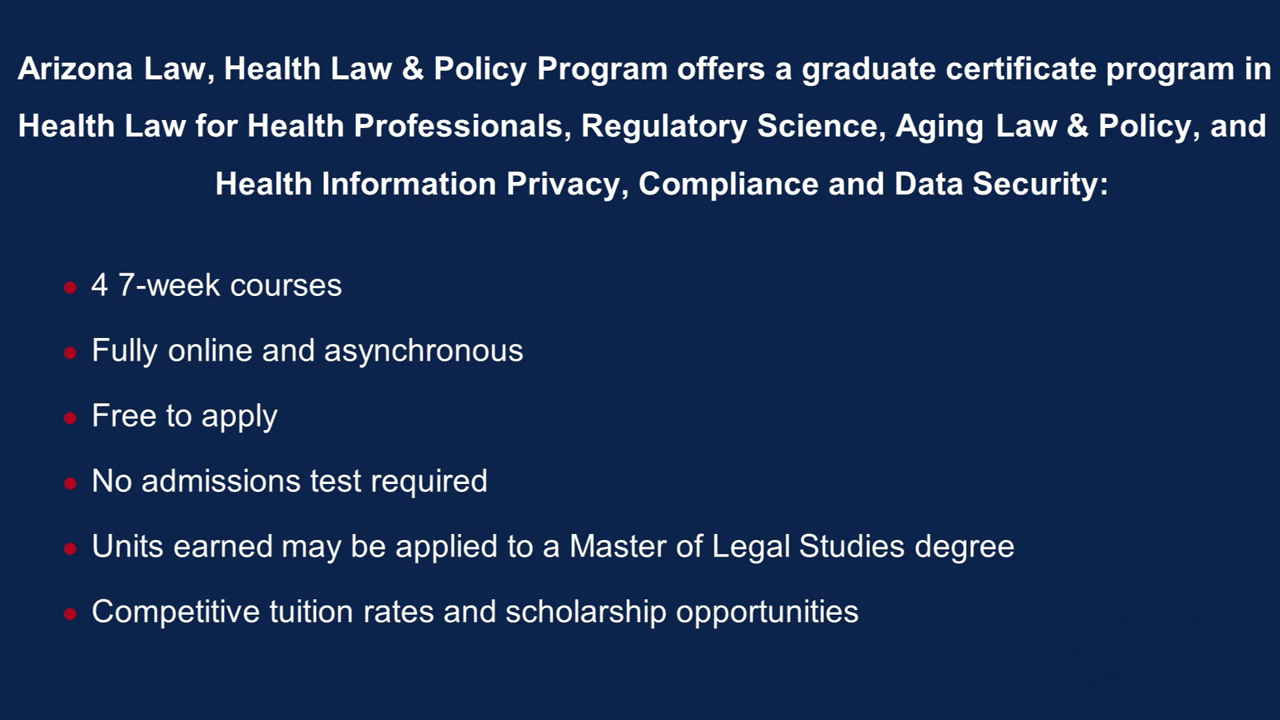 Arizona Law, Health Law & Policy Program offers a graduate certificate program in
Health Law for Health Professionals, Regulatory Science, Aging Law & Policy, and
Health Information Privacy, Compliance and Data Security:
• 4 7-week courses
• Fully online and asynchronous
• Free to apply
• No admissions test required
• Units earned may be applied to a Master of Legal Studies degree
• Competitive tuition rates and scholarship opportunities